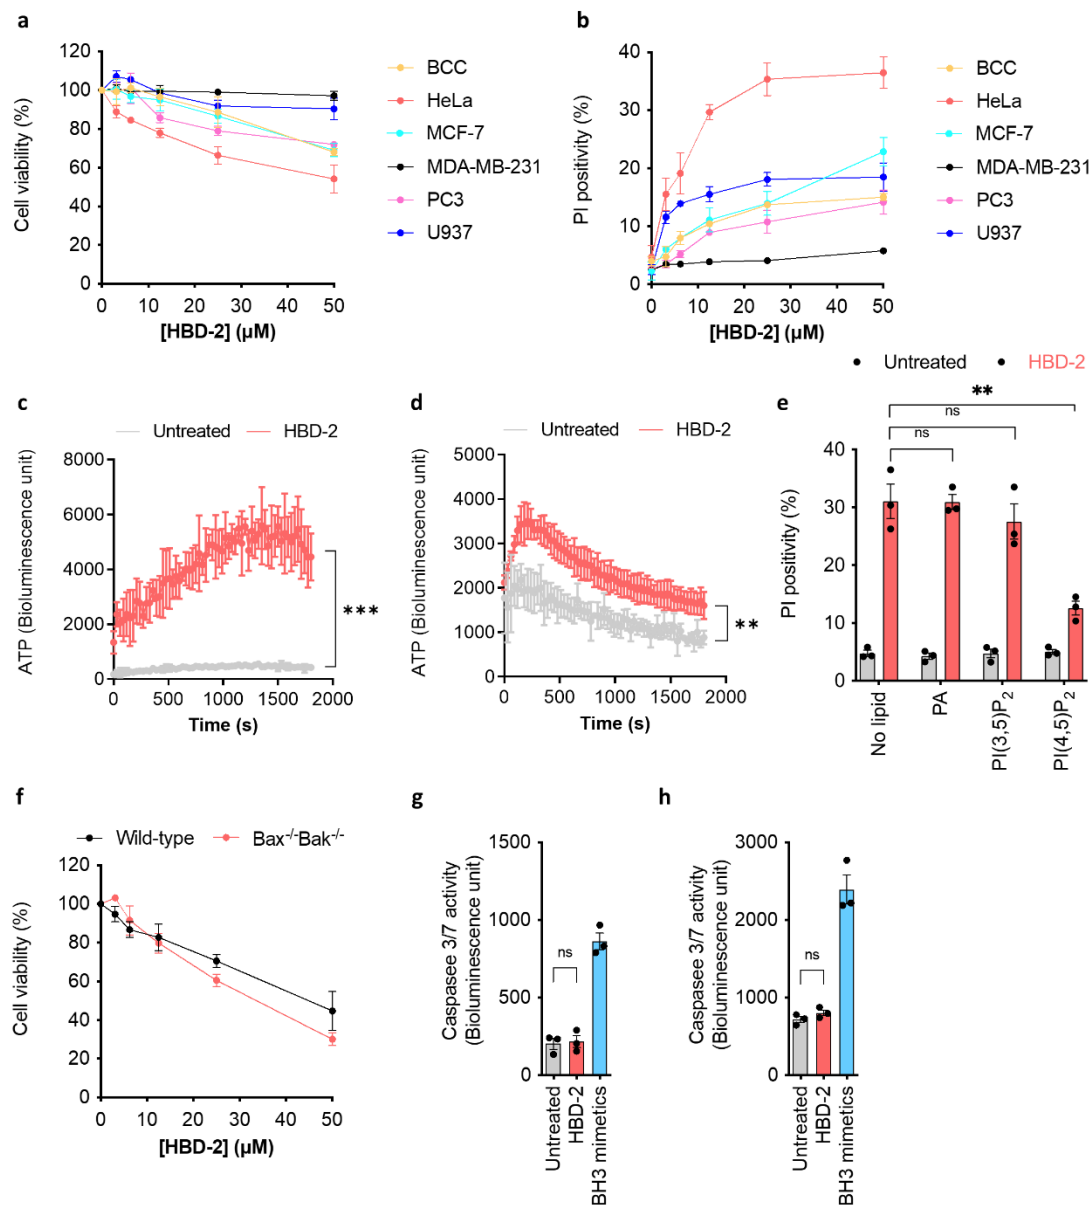 a
120
100
80
60
40
20
0
Cell viability (%)
0 10 20 30 40 50
[HBD-2] (µM)
BCC
HeLa
MCF-7
MDA-MB-231
PC3
U937
b
40
30
20
10
0
PI positivity (%)
0 10 20 30 40 50
[HBD-2] (µM)
BCC
HeLa
MCF-7
MDA-MB-231
PC3
U937
c
Untreated HBD-2
8000
6000
4000
2000
0
ATP (Bioluminescence unit)
0 500 1000 1500 2000
Time (s)
***
d
Untreated HBD-2
5000
4000
3000
2000
1000
0
ATP (Bioluminescence unit)
0 500 1000 1500 2000
Time (s)
**
e
Untreated HBD-2
**
ns
ns
40
30
20
10
0
PI positivity (%)
No lipid
PA
PI(3,5)P₂
PI(4,5)P₂
f
Wild-type Bax⁻/⁻Bak⁻/⁻
120
100
80
60
40
20
0
Cell viability (%)
0 10 20 30 40 50
[HBD-2] (µM)
g
1500
1000
500
0
Caspasee 3/7 activity
(Bioluminescence unit)
ns
Untreated
HBD-2
BH3 mimetics
h
3000
2000
1000
0
Caspasee 3/7 activity
(Bioluminescence unit)
ns
Untreated
HBD-2
BH3 mimetics